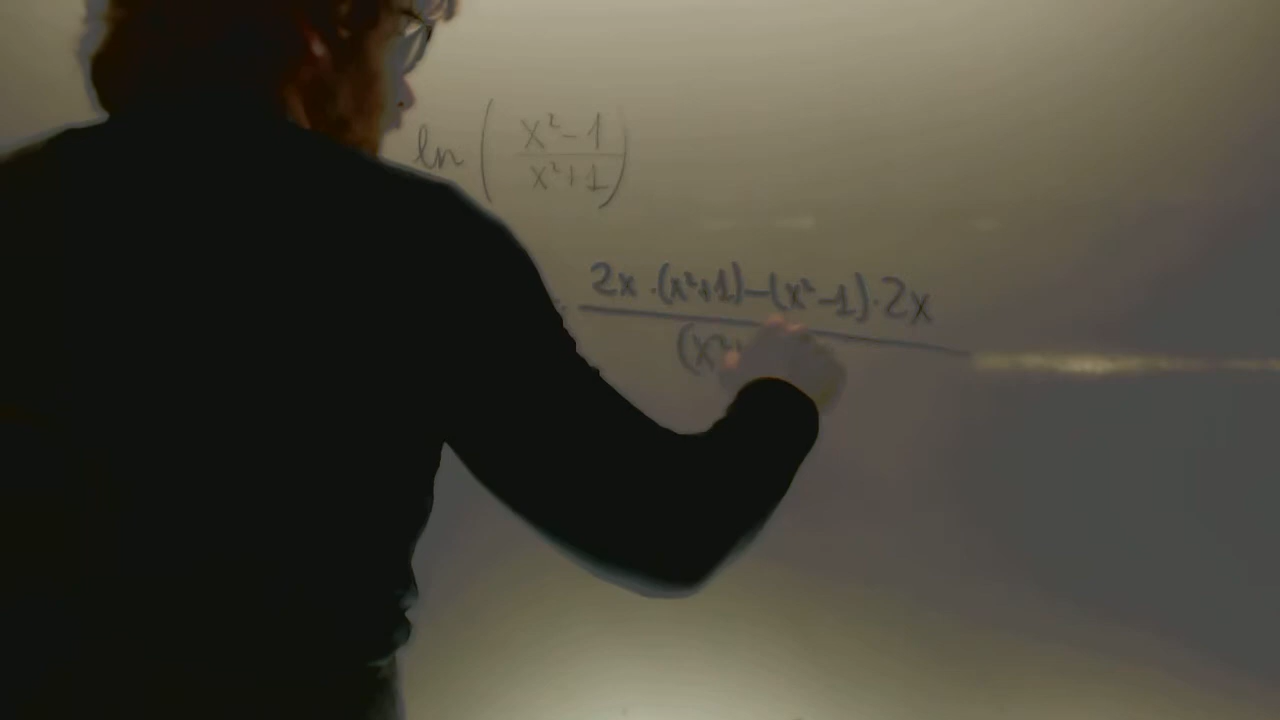 ln ( x²-1 / x²+1 )
2x·(x²+1)-(x²-1)·2x
(x²